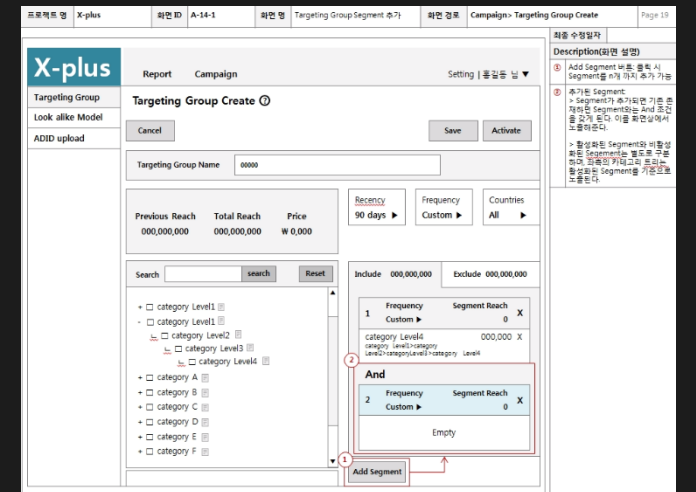 프로젝트 명 X-plus 화면 ID A-14-1 화면 명 Targeting Group Segment 추가 화면 경로 Campaign> Targeting Group Create Page 19
최종 수정일자
Description(화면 설명)
① Add Segment 버튼: 클릭 시
Segment를 n개 까지 추가 가능
② 추가된 Segment:
> Segment가 추가되면 기존 존
재하면 Segment와는 And 조건
을 갖게 된다. 이를 화면상에서
노출해준다.
> 활성화된 Segment와 비활성
화된 Segement는 별도로 구분
하며, 좌측의 카테고리 트리는
활성화된 Segment를 기준으로
노출된다.
X-plus
Report Campaign
Setting | 홍길동 님 ▼
Targeting Group
Look alike Model
ADID upload
Targeting Group Create ?
Cancel Save Activate
Targeting Group Name 00000
Previous Reach Total Reach Price
000,000,000 000,000,000 ₩ 0,000
Recency Frequency Countries
90 days ▶ Custom ▶ All ▶
Search search Reset
+ category Level1
- category Level1
category Level2
category Level3
category Level4
+ category A
+ category B
+ category C
+ category D
+ category E
+ category F
Include 000,000,000 Exclude 000,000,000
1 Frequency Segment Reach X
Custom ▶ 0
category Level4 000,000 X
category Level1>category
Level2>categoryLevel3>category Level4
2
And
2 Frequency Segment Reach X
Custom ▶ 0
Empty
1
Add Segment